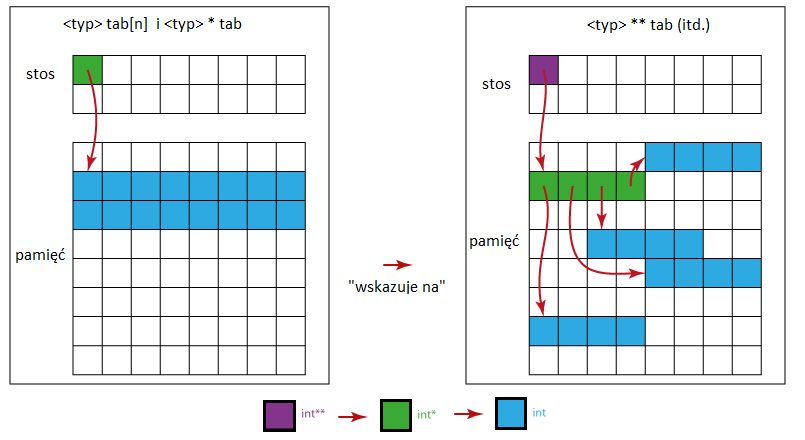 <typ> tab[n] i <typ> * tab
stos
pamięć
"wskazuje na"
<typ> ** tab (itd.)
stos
pamięć
int**
int*
int